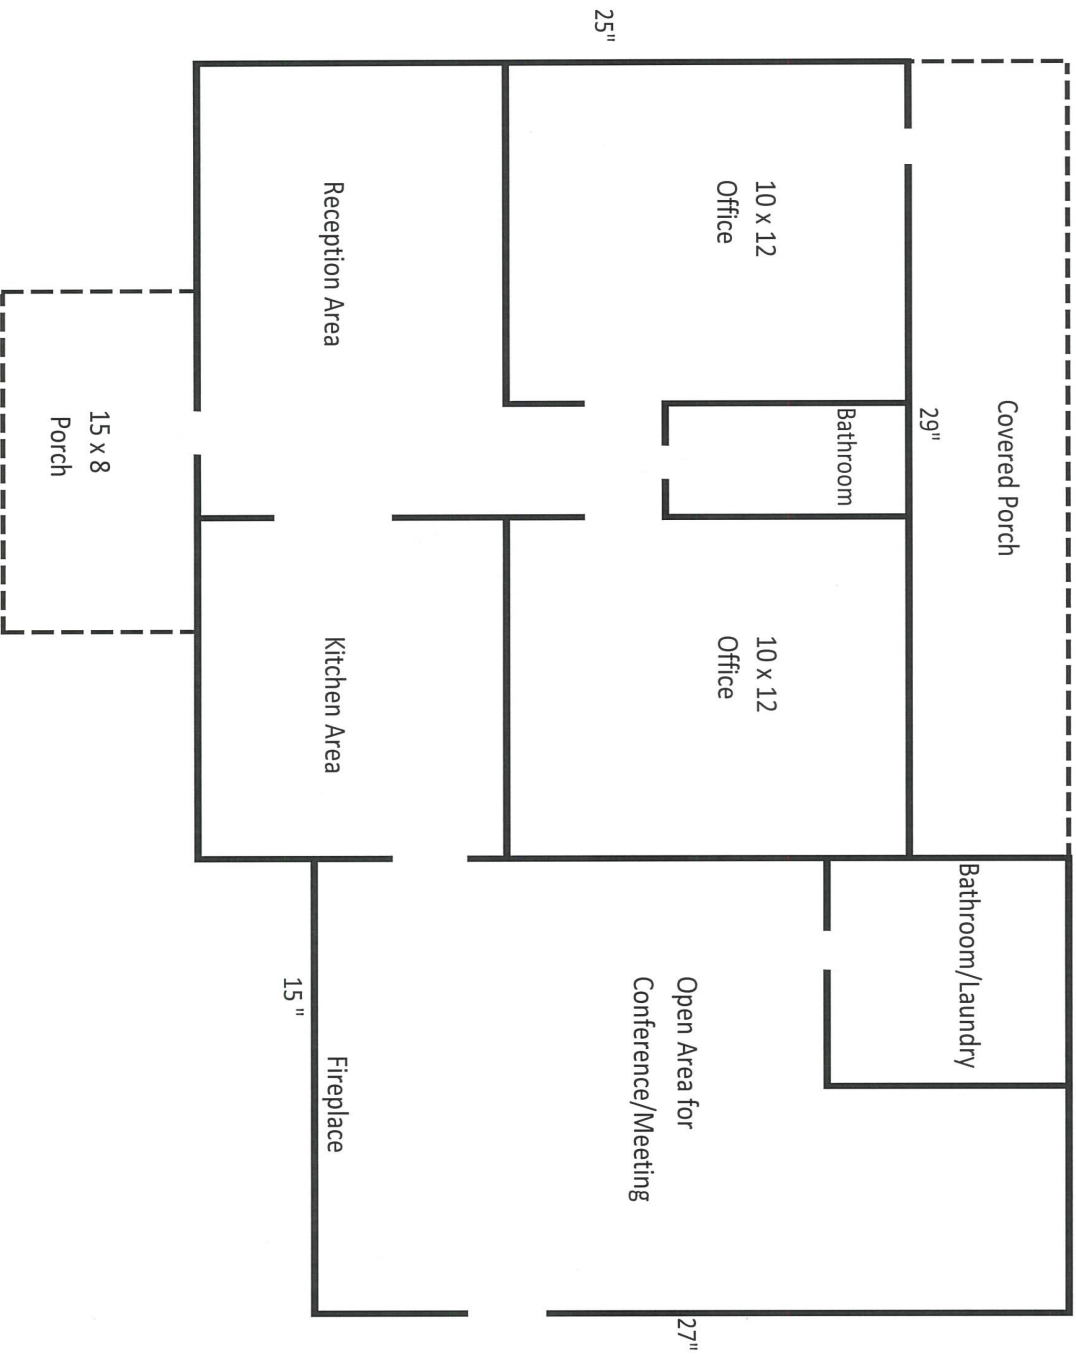 Covered Porch
29"
Bathroom
10 x 12
Office
10 x 12
Office
25"
Reception Area
Kitchen Area
15 x 8
Porch
Bathroom/Laundry
Open Area for
Conference/Meeting
27"
Fireplace
15 "